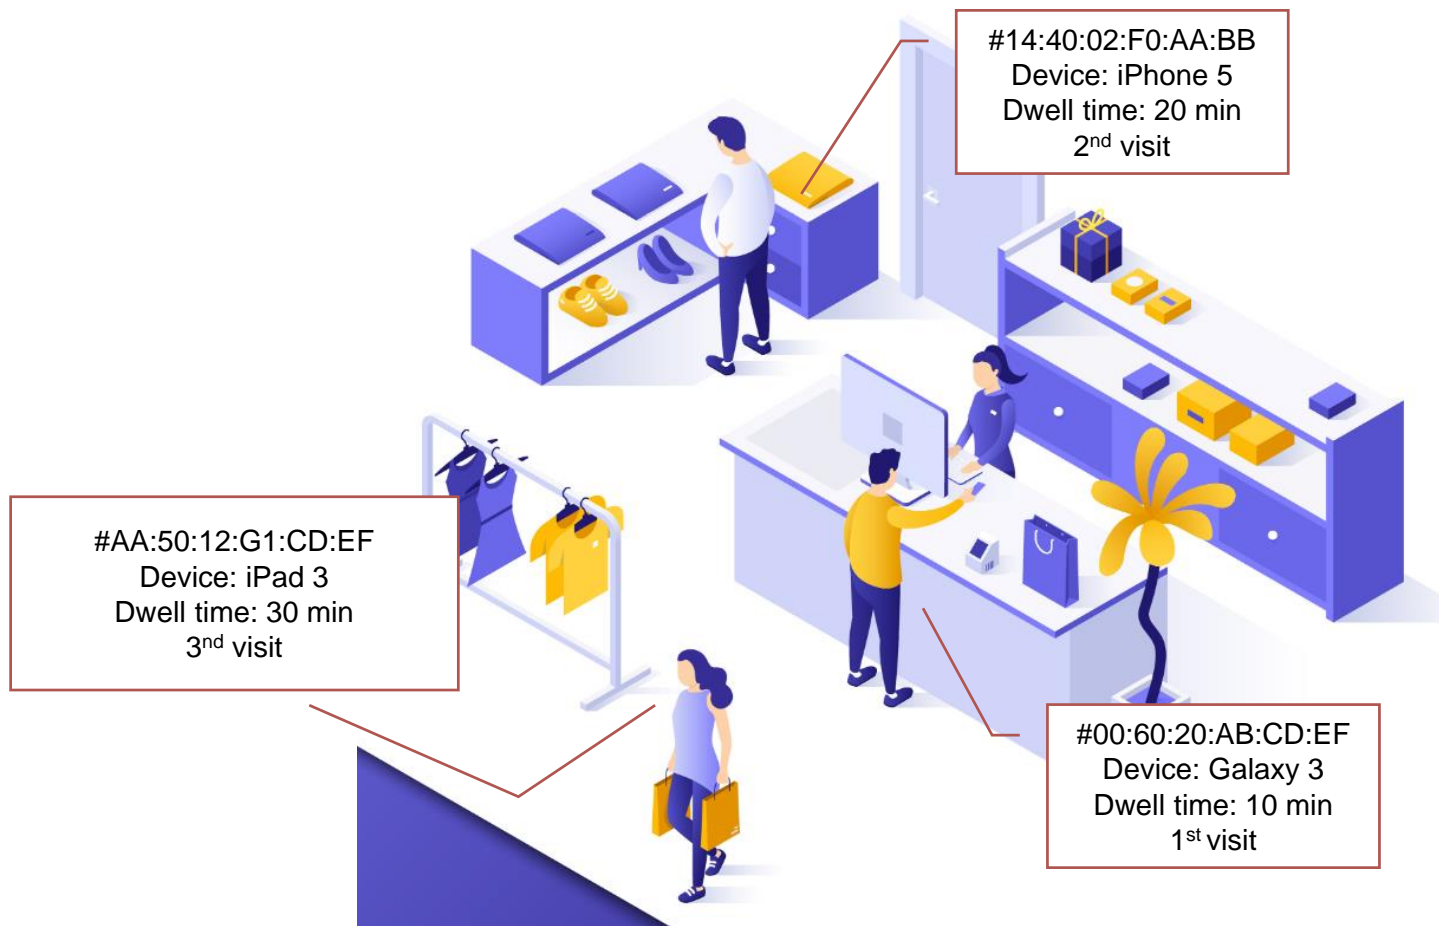 #14:40:02:F0:AA:BB
Device: iPhone 5
Dwell time: 20 min
2nd visit
#AA:50:12:G1:CD:EF
Device: iPad 3
Dwell time: 30 min
3nd visit
#00:60:20:AB:CD:EF
Device: Galaxy 3
Dwell time: 10 min
1st visit